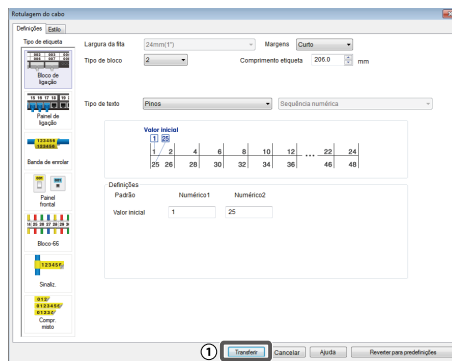 Rotulagem do cabo
Definições Estilo
Tipo de etiqueta
Bloco de
ligação
Painel de
ligação
Banda de enrolar
Painel
frontal
Bloco-66
Sinaliz.
Compr.
misto
Largura da fita 24mm(1") Margens Curto
Tipo de bloco 2 Comprimento etiqueta 206.0 mm
Tipo de texto Pinos Sequência numérica
Valor inicial
1 25
1 2 4 6 8 10 12 ... 22 24
25 26 28 30 32 34 36 46 48
Definições
Padrão Numérico1 Numérico2
Valor inicial 1 25
1 Transferir Cancelar Ajuda Reverter para predefinições